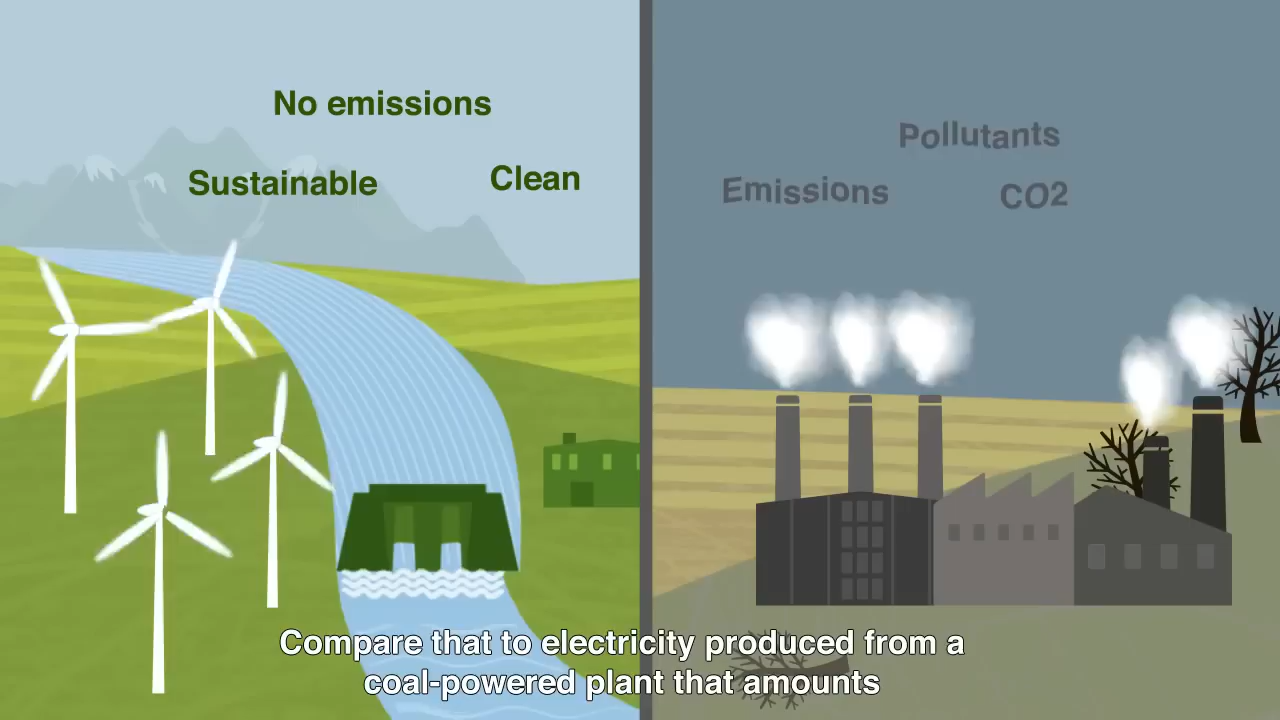 No emissions
Sustainable
Clean
Pollutants
Emissions
CO2
Compare that to electricity produced from a
coal-powered plant that amounts